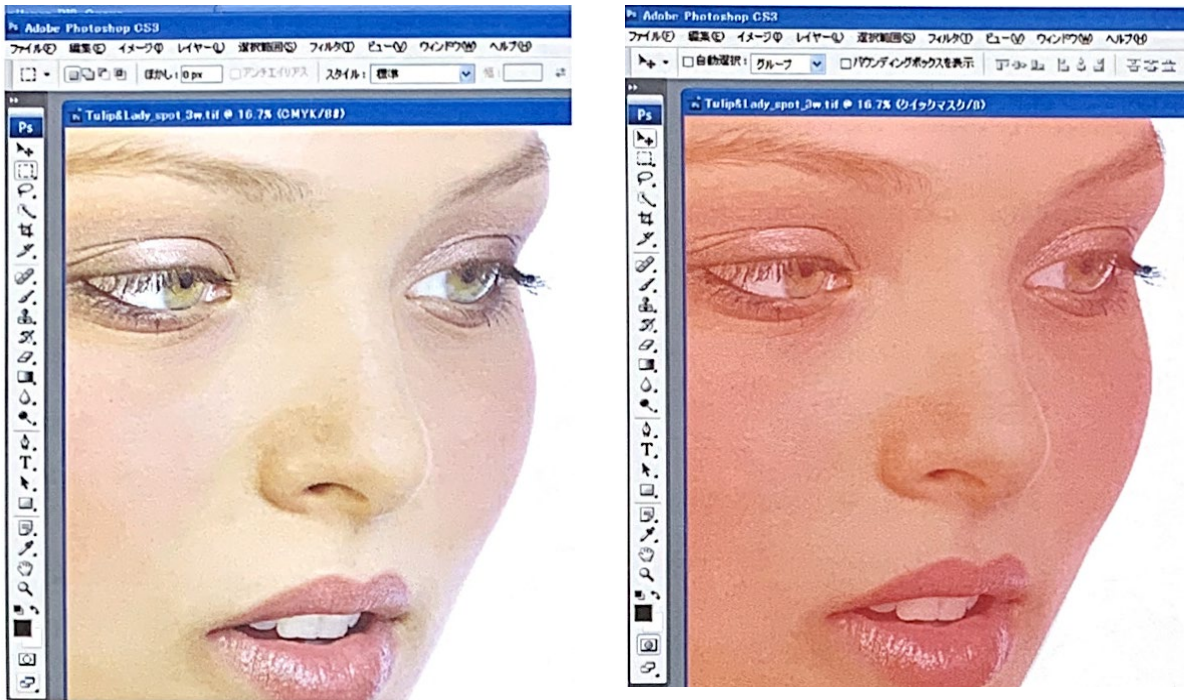 Adobe Photoshop CS3
ファイル(F) 編集(E) イメージ(I) レイヤー(L) 選択範囲(S) フィルタ(T) ビュー(V) ウィンドウ(W) ヘルプ(H)
ぼかし: 0 px アンチエイリアス スタイル: 標準
Tulip&Lady_spot_3w.tif @ 16.7% (CMYK/8#)
Ps
T
Adobe Photoshop CS3
ファイル(F) 編集(E) イメージ(I) レイヤー(L) 選択範囲(S) フィルタ(T) ビュー(V) ウィンドウ(W) ヘルプ(H)
自動選択: グループ バウンディングボックスを表示
Tulip&Lady_spot_3w.tif @ 16.7% (クイックマスク/8)
Ps
T